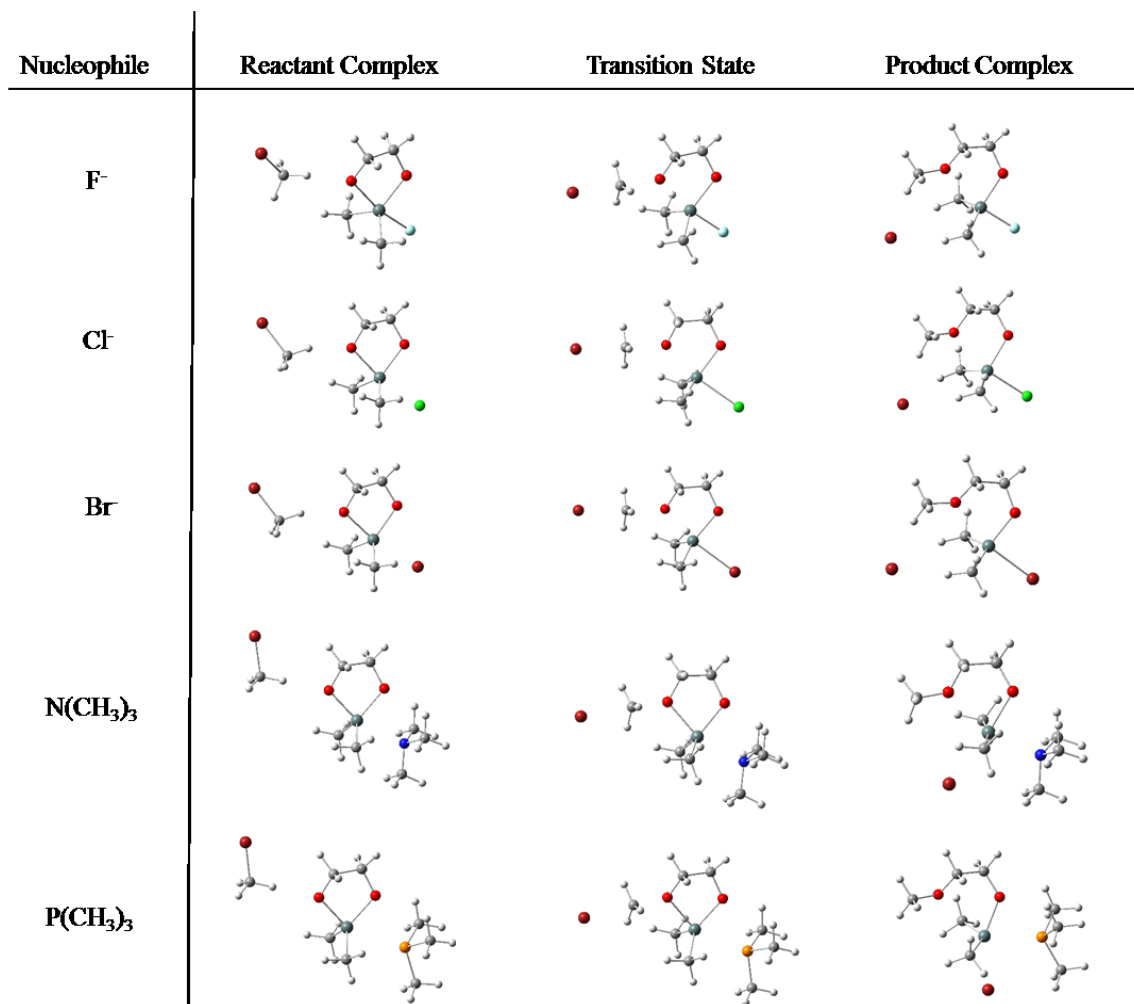 Nucleophile Reactant Complex Transition State Product Complex
F⁻
Cl⁻
Br⁻
N(CH₃)₃
P(CH₃)₃